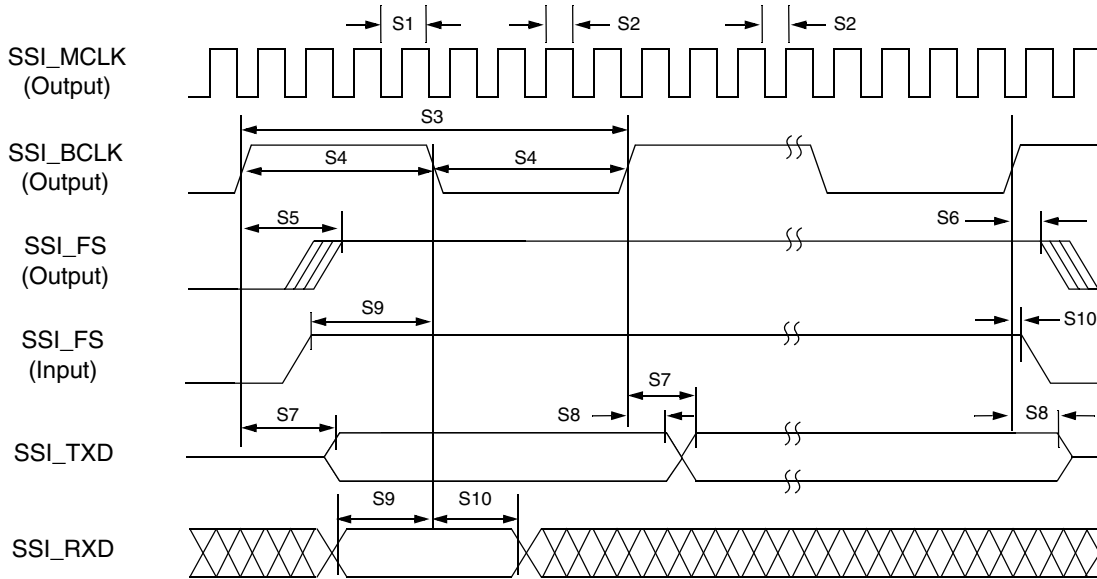 S1
S2
S2
SSI_MCLK
(Output)
S3
SSI_BCLK
(Output)
S4
S4
S5
S6
SSI_FS
(Output)
S9
S10
SSI_FS
(Input)
S7
S7
S8
S8
SSI_TXD
S9
S10
SSI_RXD